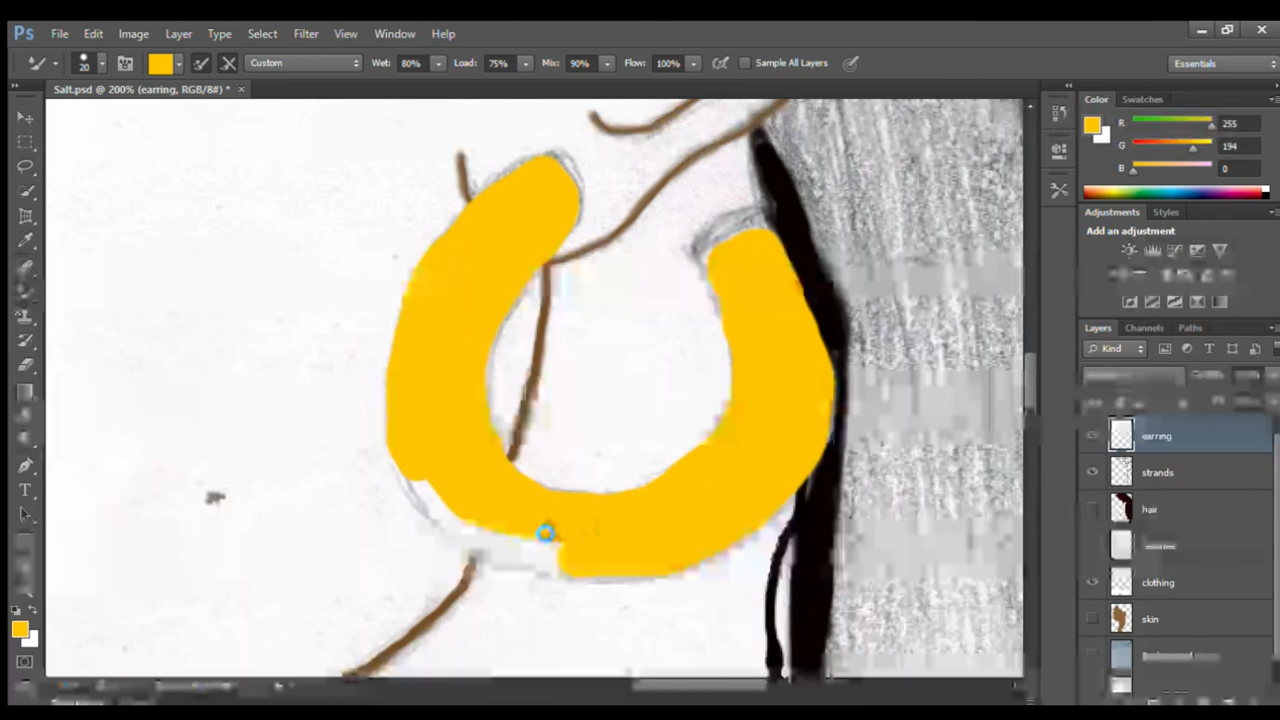 Ps File Edit Image Layer Type Select Filter View Window Help
20 Custom Wet: 80% Load: 75% Mix: 90% Flow: 100% Sample All Layers Essentials
Salt.psd @ 200% (earring, RGB/8#) * ×
Color Swatches
R 255
G 194
B 0
Adjustments Styles
Add an adjustment
Layers Channels Paths
Kind
earring
strands
hair
clothing
skin